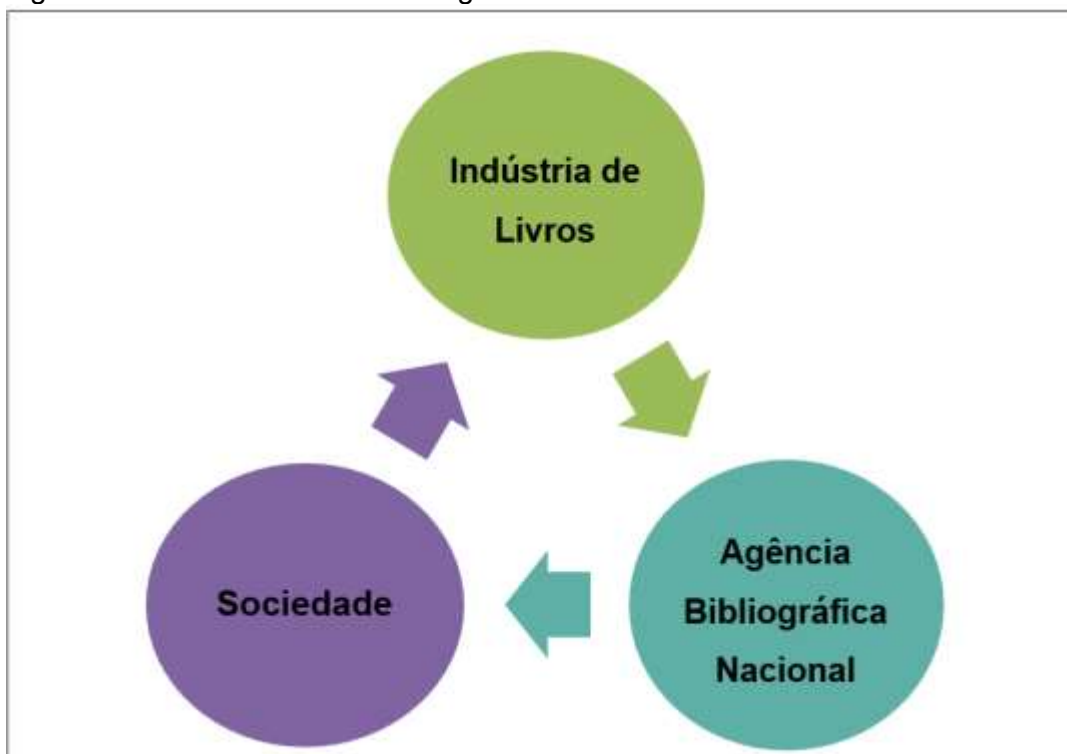 Indústria de
Livros
Agência
Bibliográfica
Nacional
Sociedade